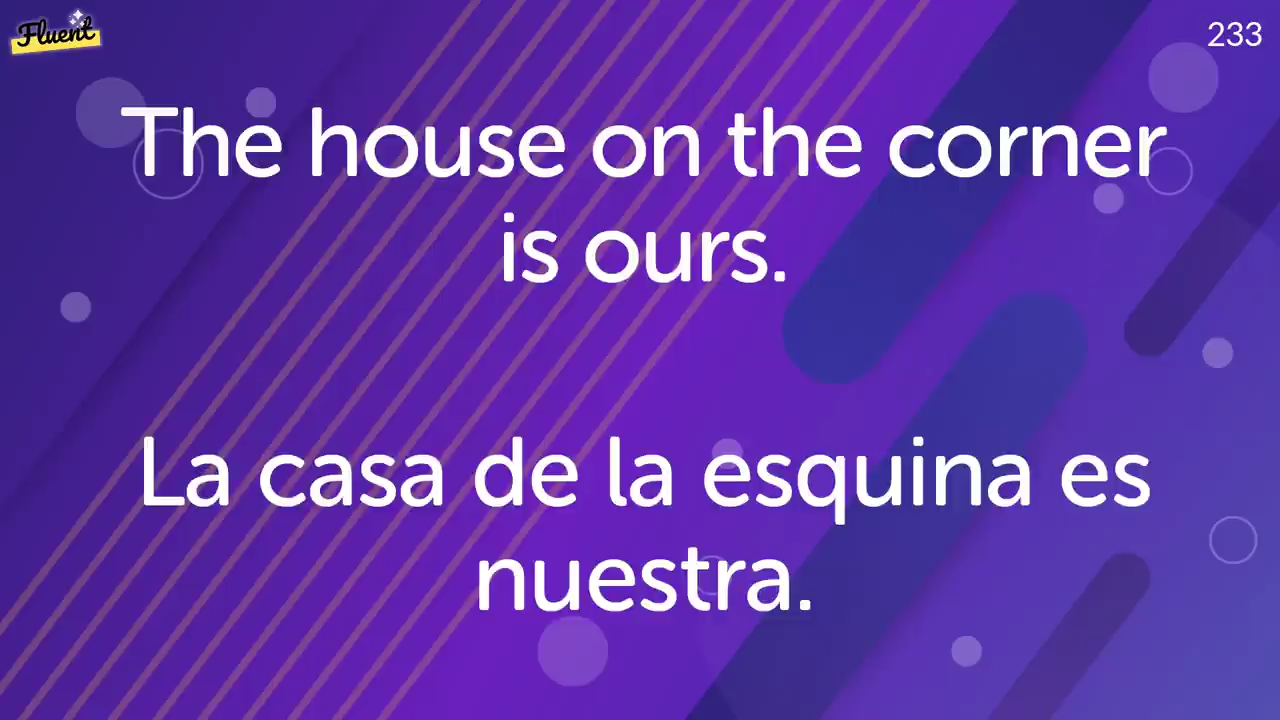 Fluent
233
The house on the corner
is ours.
La casa de la esquina es
nuestra.